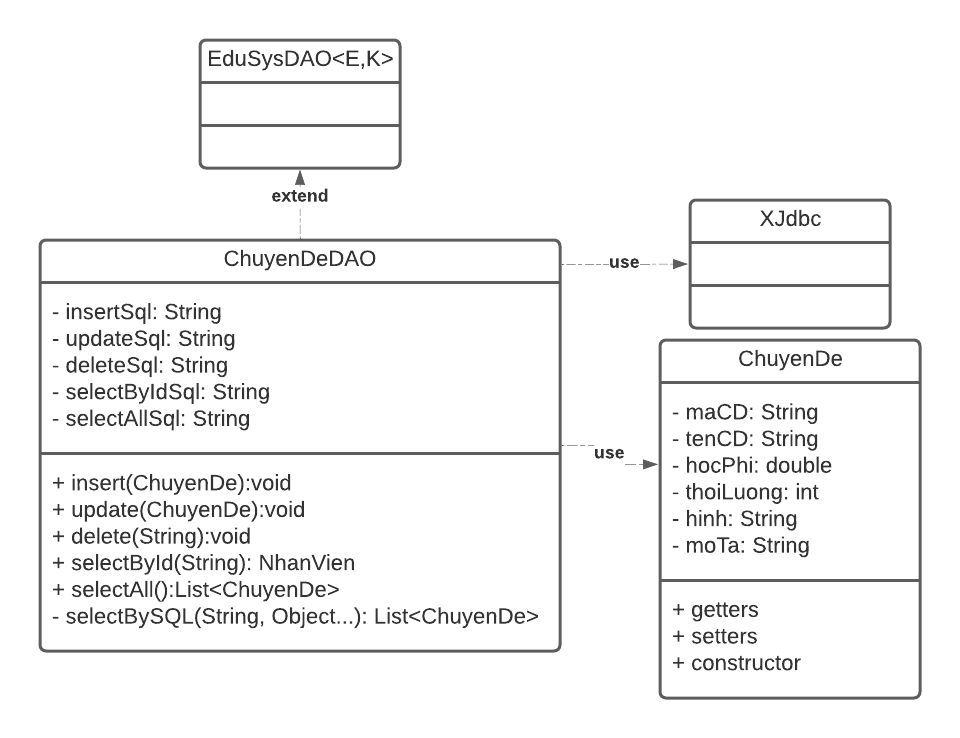 EduSysDAO<E,K>
extend
ChuyenDeDAO
- insertSql: String
- updateSql: String
- deleteSql: String
- selectByIdSql: String
- selectAllSql: String
+ insert(ChuyenDe):void
+ update(ChuyenDe):void
+ delete(String):void
+ selectById(String): NhanVien
+ selectAll():List<ChuyenDe>
- selectBySQL(String, Object...): List<ChuyenDe>
use
XJdbc
use
ChuyenDe
- maCD: String
- tenCD: String
- hocPhi: double
- thoiLuong: int
- hinh: String
- moTa: String
+ getters
+ setters
+ constructor